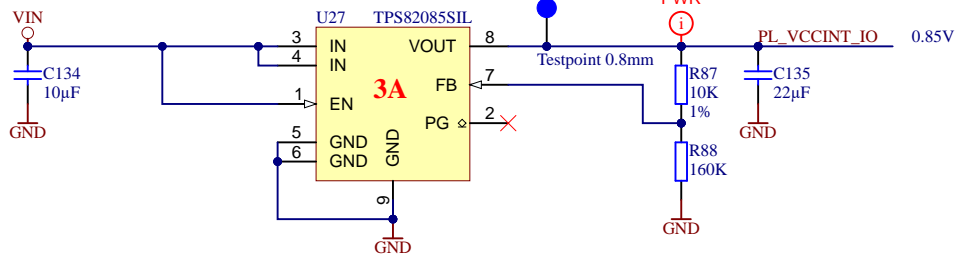 PWR
VIN
U27 TPS82085SIL
i
3 IN VOUT 8
PL_VCCINT_IO 0.85V
4 IN
Testpoint 0.8mm
C134
10µF
FB 7
R87
10K
1%
C135
22µF
3A
1 EN
PG 2
GND
GND
5 GND
6 GND
GND
R88
160K
9
GND
GND